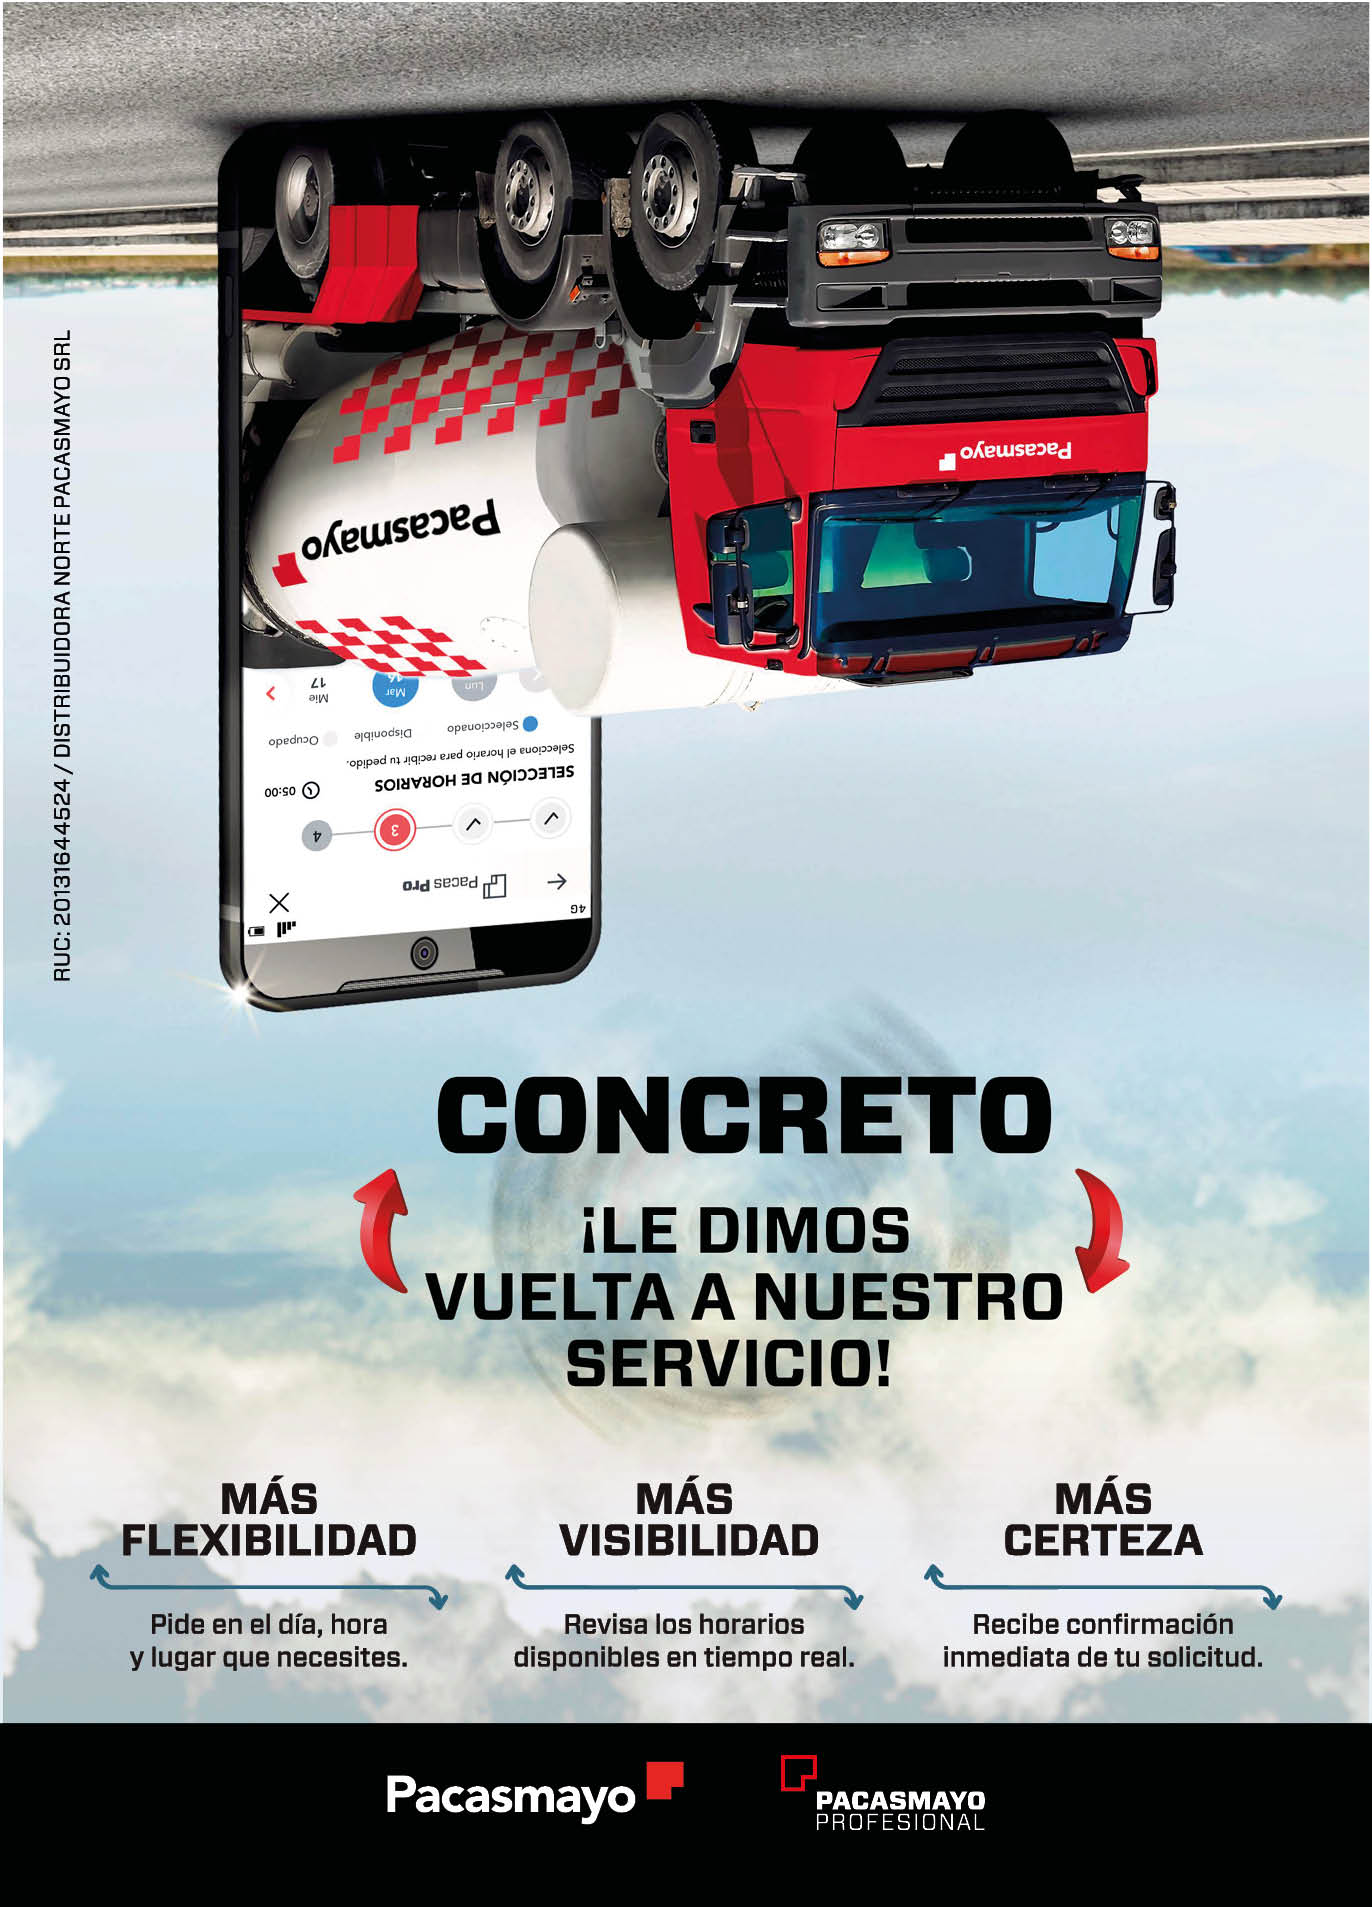 RUC: 20131644524 / DISTRIBUIDORA NORTE PACASMAYO SRL
Pacasmayo
Pacasmayo
4G
Pacas Pro
3
4
SELECCIÓN DE HORARIOS
05:00
Selecciona el horario para recibir tu pedido.
Seleccionado
Disponible
Ocupado
Lun
Mar
16
Mie
17
CONCRETO
¡LE DIMOS
VUELTA A NUESTRO
SERVICIO!
MÁS
FLEXIBILIDAD
Pide en el día, hora
y lugar que necesites.
MÁS
VISIBILIDAD
Revisa los horarios
disponibles en tiempo real.
MÁS
CERTEZA
Recibe confirmación
inmediata de tu solicitud.
Pacasmayo
PACASMAYO
PROFESIONAL